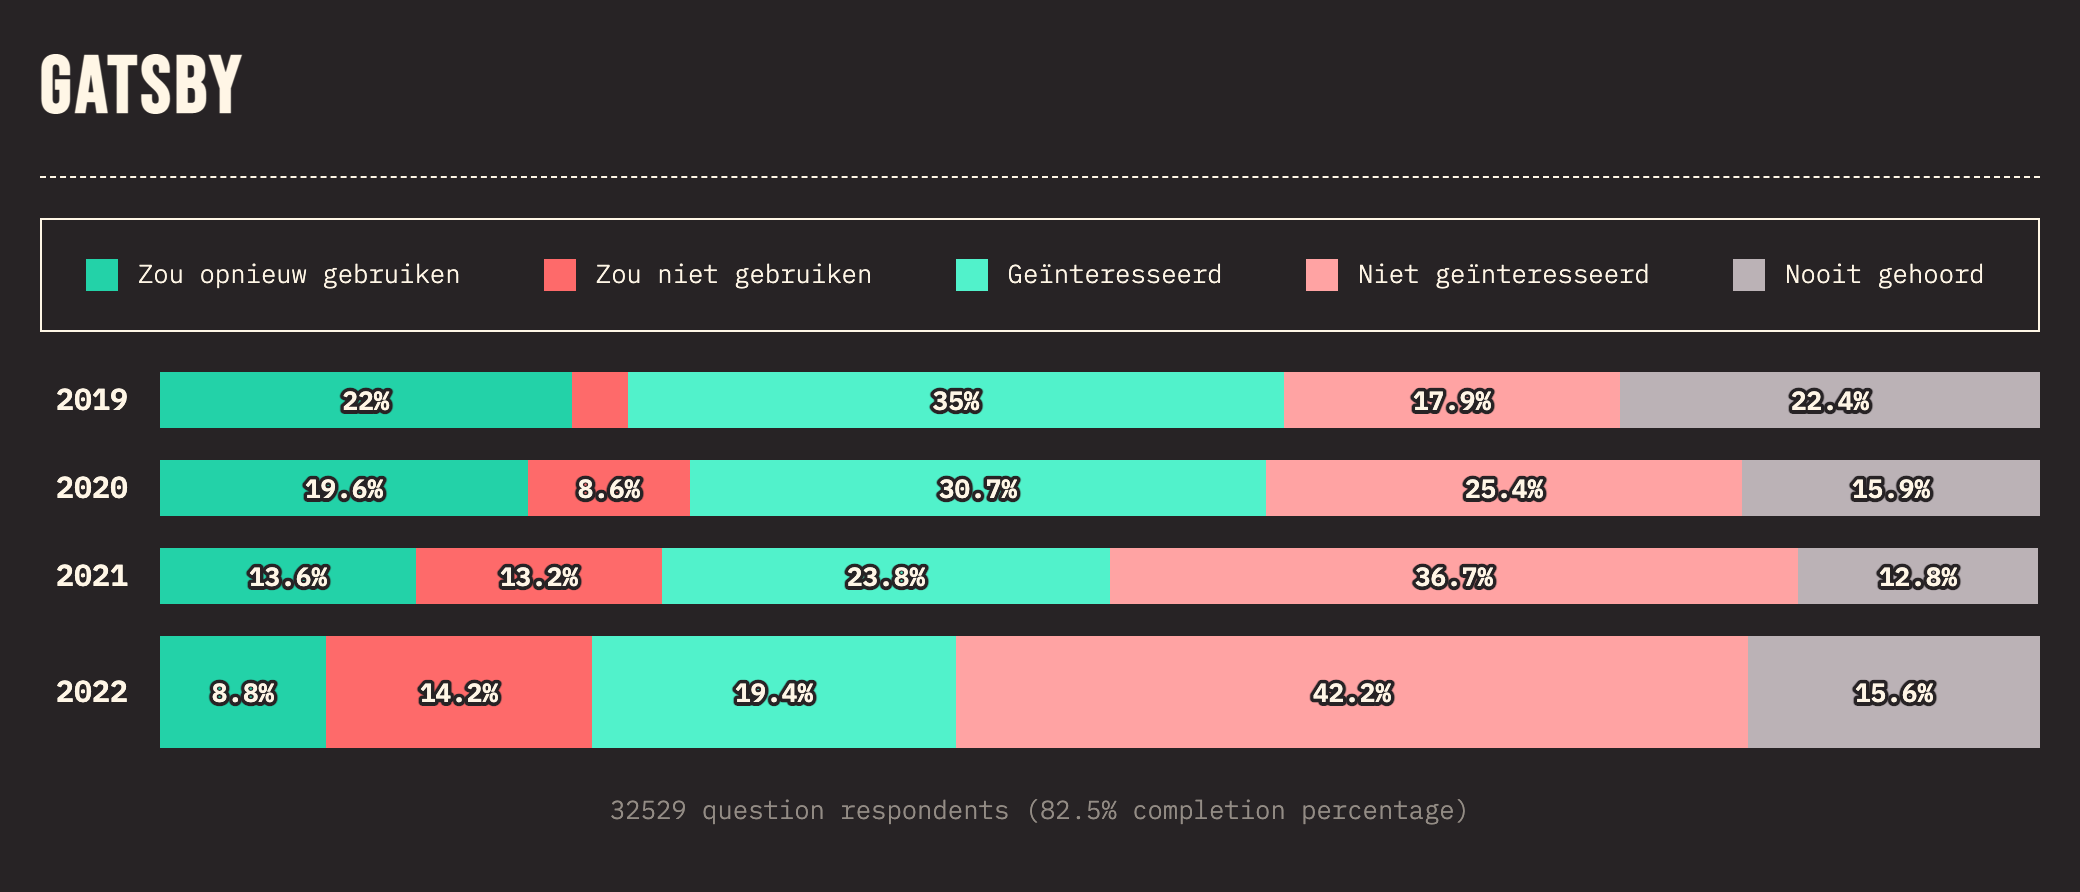 GATSBY
Zou opnieuw gebruiken Zou niet gebruiken Geïnteresseerd Niet geïnteresseerd Nooit gehoord
2019 22% 35% 17.9% 22.4%
2020 19.6% 8.6% 30.7% 25.4% 15.9%
2021 13.6% 13.2% 23.8% 36.7% 12.8%
2022 8.8% 14.2% 19.4% 42.2% 15.6%
32529 question respondents (82.5% completion percentage)